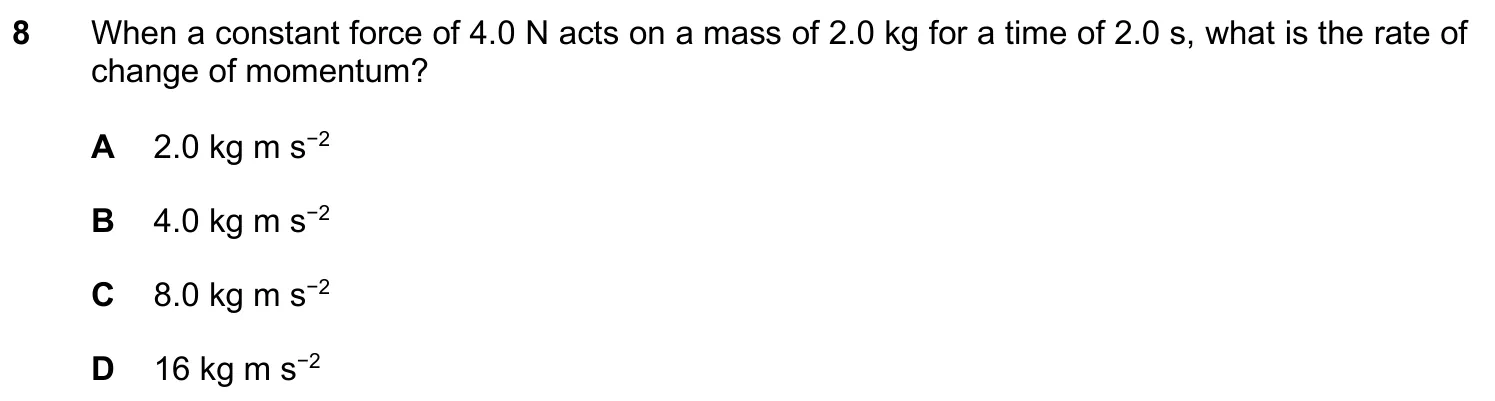 8 When a constant force of 4.0 N acts on a mass of 2.0 kg for a time of 2.0 s, what is the rate of
change of momentum?
A 2.0 kg m s⁻²
B 4.0 kg m s⁻²
C 8.0 kg m s⁻²
D 16 kg m s⁻²